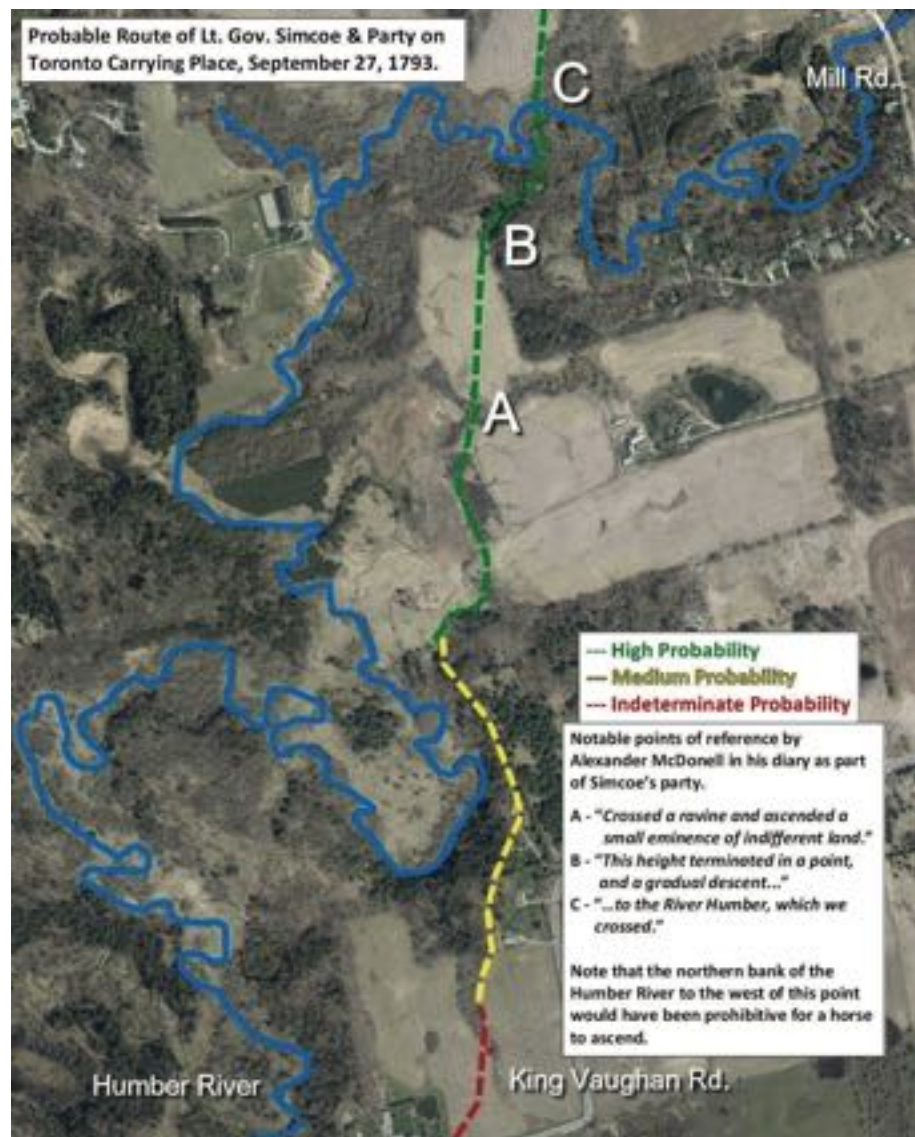 Probable Route of Lt. Gov. Simcoe & Party on
Toronto Carrying Place, September 27, 1793.
Mill Rd.
C
B
A
--- High Probability
--- Medium Probability
--- Indeterminate Probability
Notable points of reference by
Alexander McDonell in his diary as part
of Simcoe's party.
A - "Crossed a ravine and ascended a
small eminence of indifferent land."
B - "This height terminated in a point,
and a gradual descent..."
C - "...to the River Humber, which we
crossed."
Note that the northern bank of the
Humber River to the west of this point
would have been prohibitive for a horse
to ascend.
Humber River
King Vaughan Rd.